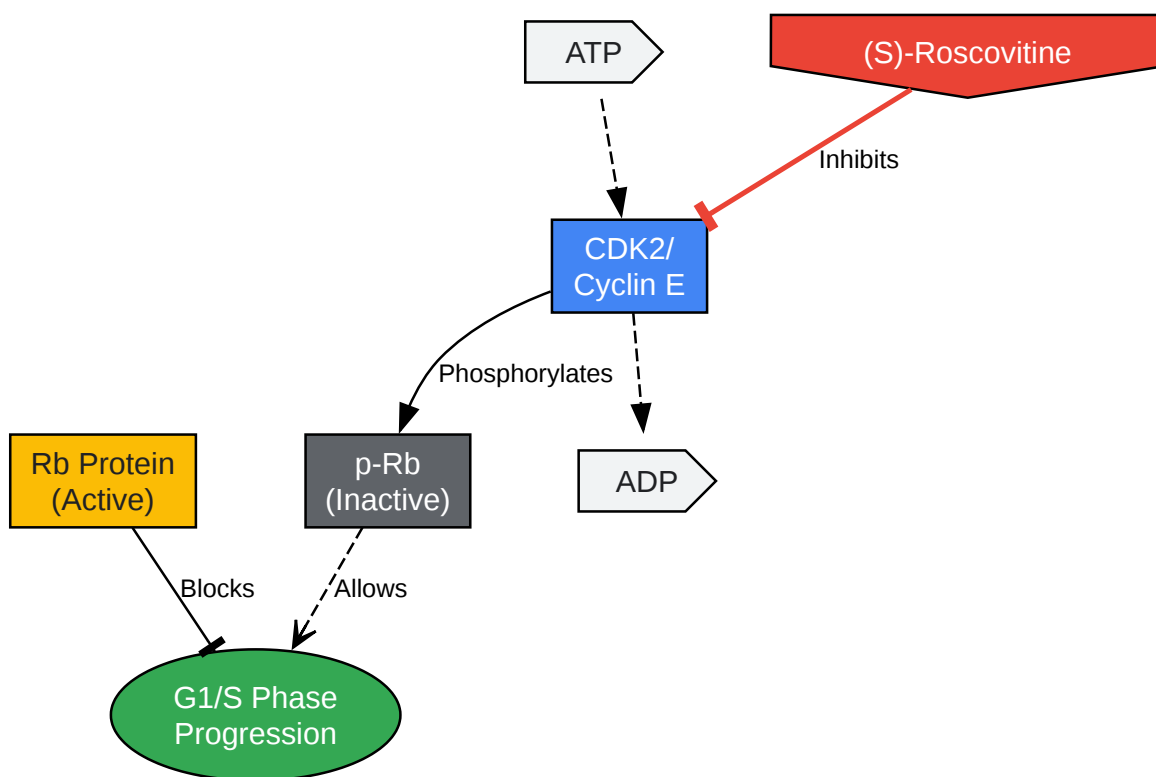 ATP
(S)-Roscovitine
Inhibits
CDK2/
Cyclin E
Phosphorylates
Rb Protein
(Active)
p-Rb
(Inactive)
ADP
Blocks
Allows
G1/S Phase
Progression